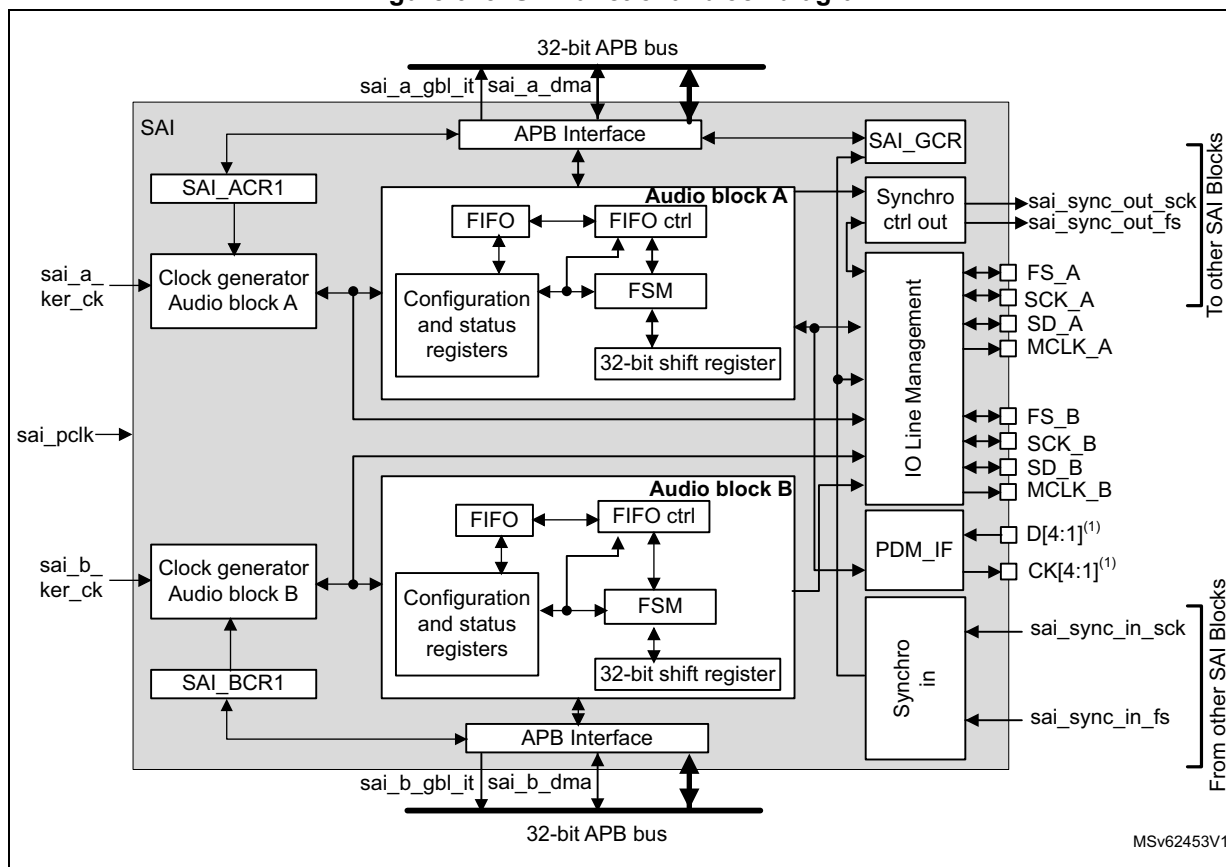 32-bit APB bus
sai_a_gbl_it
sai_a_dma
SAI
APB Interface
SAI_GCR
SAI_ACR1
Audio block A
FIFO
FIFO ctrl
Synchro
ctrl out
sai_sync_out_sck
sai_sync_out_fs
To other SAI Blocks
sai_a_
ker_ck
Clock generator
Audio block A
Configuration
and status
registers
FSM
32-bit shift register
IO Line Management
FS_A
SCK_A
SD_A
MCLK_A
sai_pclk
FS_B
SCK_B
SD_B
MCLK_B
Audio block B
FIFO
FIFO ctrl
PDM_IF
D[4:1](1)
CK[4:1](1)
sai_b_
ker_ck
Clock generator
Audio block B
Configuration
and status
registers
FSM
32-bit shift register
SAI_BCR1
Synchro
in
sai_sync_in_sck
sai_sync_in_fs
From other SAI Blocks
APB Interface
sai_b_gbl_it
sai_b_dma
32-bit APB bus
MSv62453V1